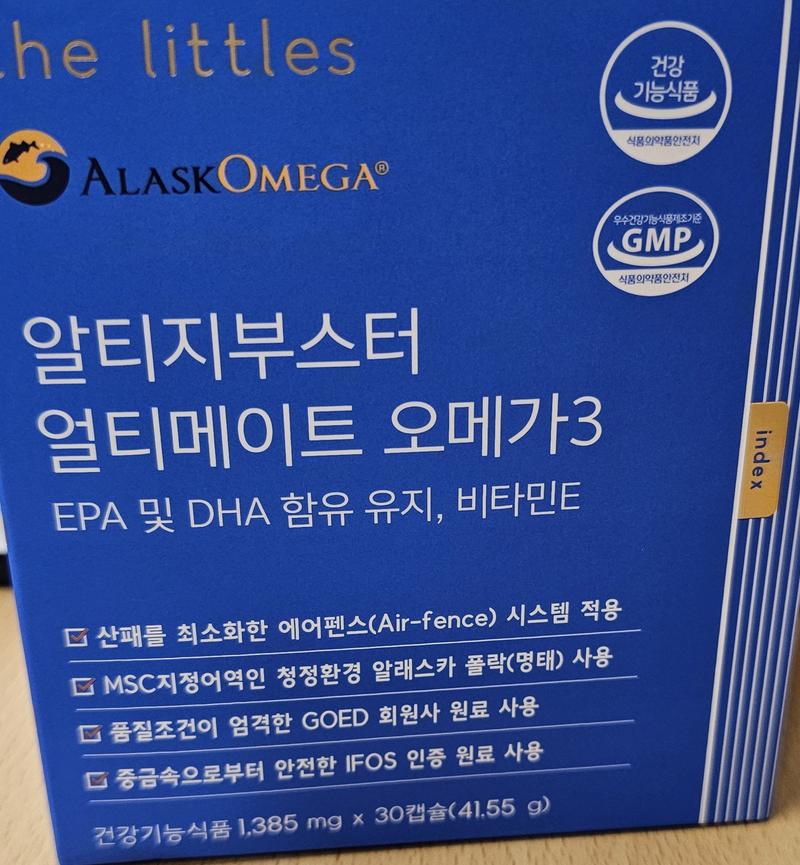 the littles
건강
기능식품
식품의약품안전처
ALASKOMEGA®
우수건강기능식품제조기준
GMP
식품의약품안전처
알티지부스터
얼티메이트 오메가3
EPA 및 DHA 함유 유지, 비타민E
index
산패를 최소화한 에어펜스(Air-fence) 시스템 적용
MSC지정어역인 청정환경 알래스카 폴락(명태) 사용
품질조건이 엄격한 GOED 회원사 원료 사용
중금속으로부터 안전한 IFOS 인증 원료 사용
건강기능식품 1,385 mg x 30캡슐(41.55 g)